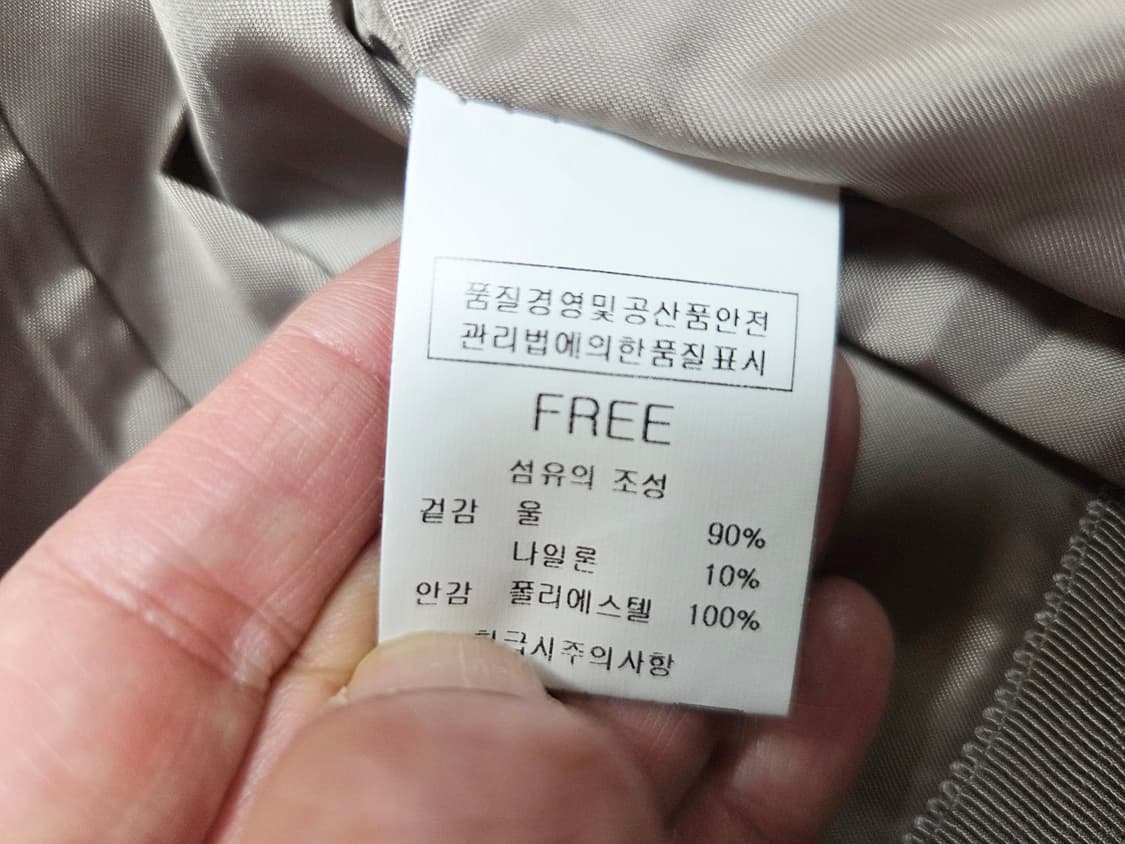 품질경영및공산품안전
관리법에의한품질표시
FREE
섬유의 조성
겉감 울 90%
나일론 10%
안감 폴리에스텔 100%